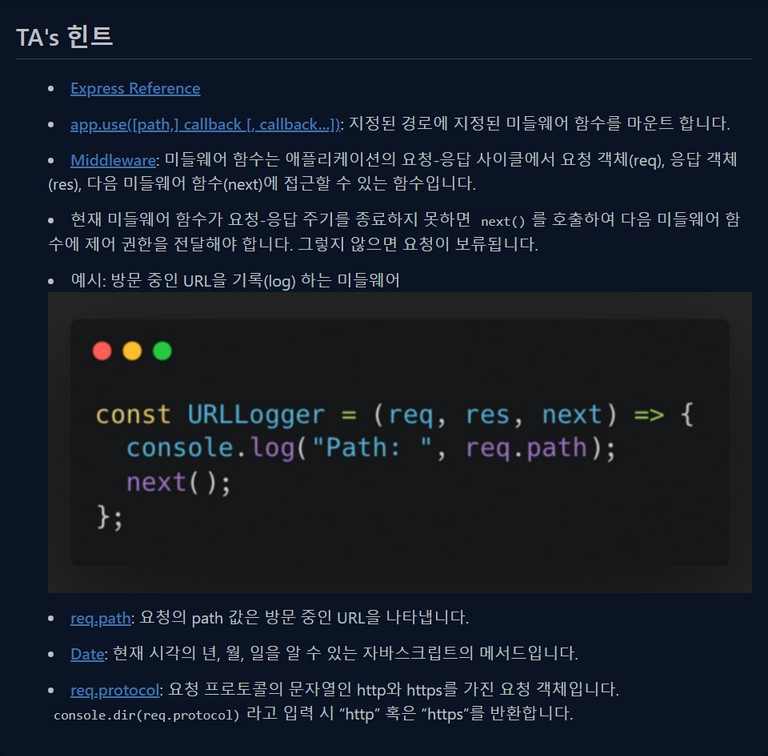 TA's 힌트
Express Reference
app.use([path,] callback [, callback...]): 지정된 경로에 지정된 미들웨어 함수를 마운트 합니다.
Middleware: 미들웨어 함수는 애플리케이션의 요청-응답 사이클에서 요청 객체(req), 응답 객체
(res), 다음 미들웨어 함수(next)에 접근할 수 있는 함수입니다.
현재 미들웨어 함수가 요청-응답 주기를 종료하지 못하면 next() 를 호출하여 다음 미들웨어 함
수에 제어 권한을 전달해야 합니다. 그렇지 않으면 요청이 보류됩니다.
예시: 방문 중인 URL을 기록(log) 하는 미들웨어
const URLLogger = (req, res, next) => {
  console.log("Path: ", req.path);
  next();
};
req.path: 요청의 path 값은 방문 중인 URL을 나타냅니다.
Date: 현재 시각의 년, 월, 일을 알 수 있는 자바스크립트의 메서드입니다.
req.protocol: 요청 프로토콜의 문자열인 http와 https를 가진 요청 객체입니다.
console.dir(req.protocol) 라고 입력 시 “http” 혹은 “https”를 반환합니다.